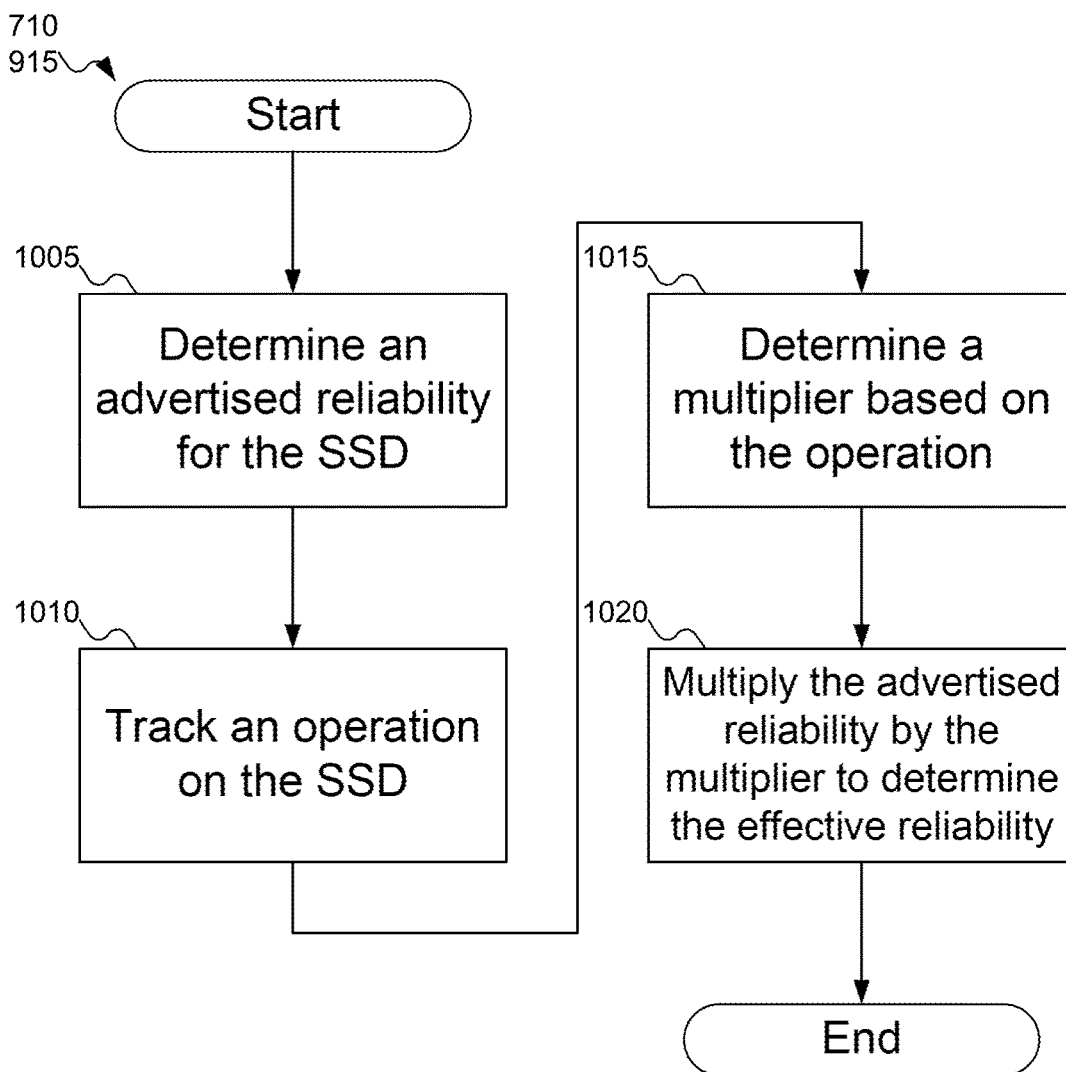 710
915
Start
1005
Determine an
advertised reliability
for the SSD
1010
Track an operation
on the SSD
1015
Determine a
multiplier based on
the operation
1020
Multiply the advertised
reliability by the
multiplier to determine
the effective reliability
End